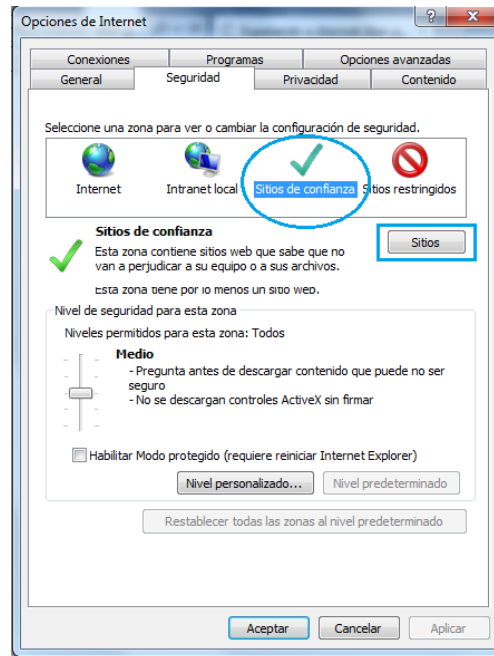 Opciones de Internet
Conexiones Programas Opciones avanzadas
General Seguridad Privacidad Contenido
Seleccione una zona para ver o cambiar la configuración de seguridad.
Internet Intranet local Sitios de confianza Sitios restringidos
Sitios de confianza
Sitios
Esta zona contiene sitios web que sabe que no
van a perjudicar a su equipo o a sus archivos.
Esta zona tiene por lo menos un sitio web.
Nivel de seguridad para esta zona
Niveles permitidos para esta zona: Todos
Medio
- Pregunta antes de descargar contenido que puede no ser
seguro
- No se descargan controles ActiveX sin firmar
Habilitar Modo protegido (requiere reiniciar Internet Explorer)
Nivel personalizado... Nivel predeterminado
Restablecer todas las zonas al nivel predeterminado
Aceptar Cancelar Aplicar